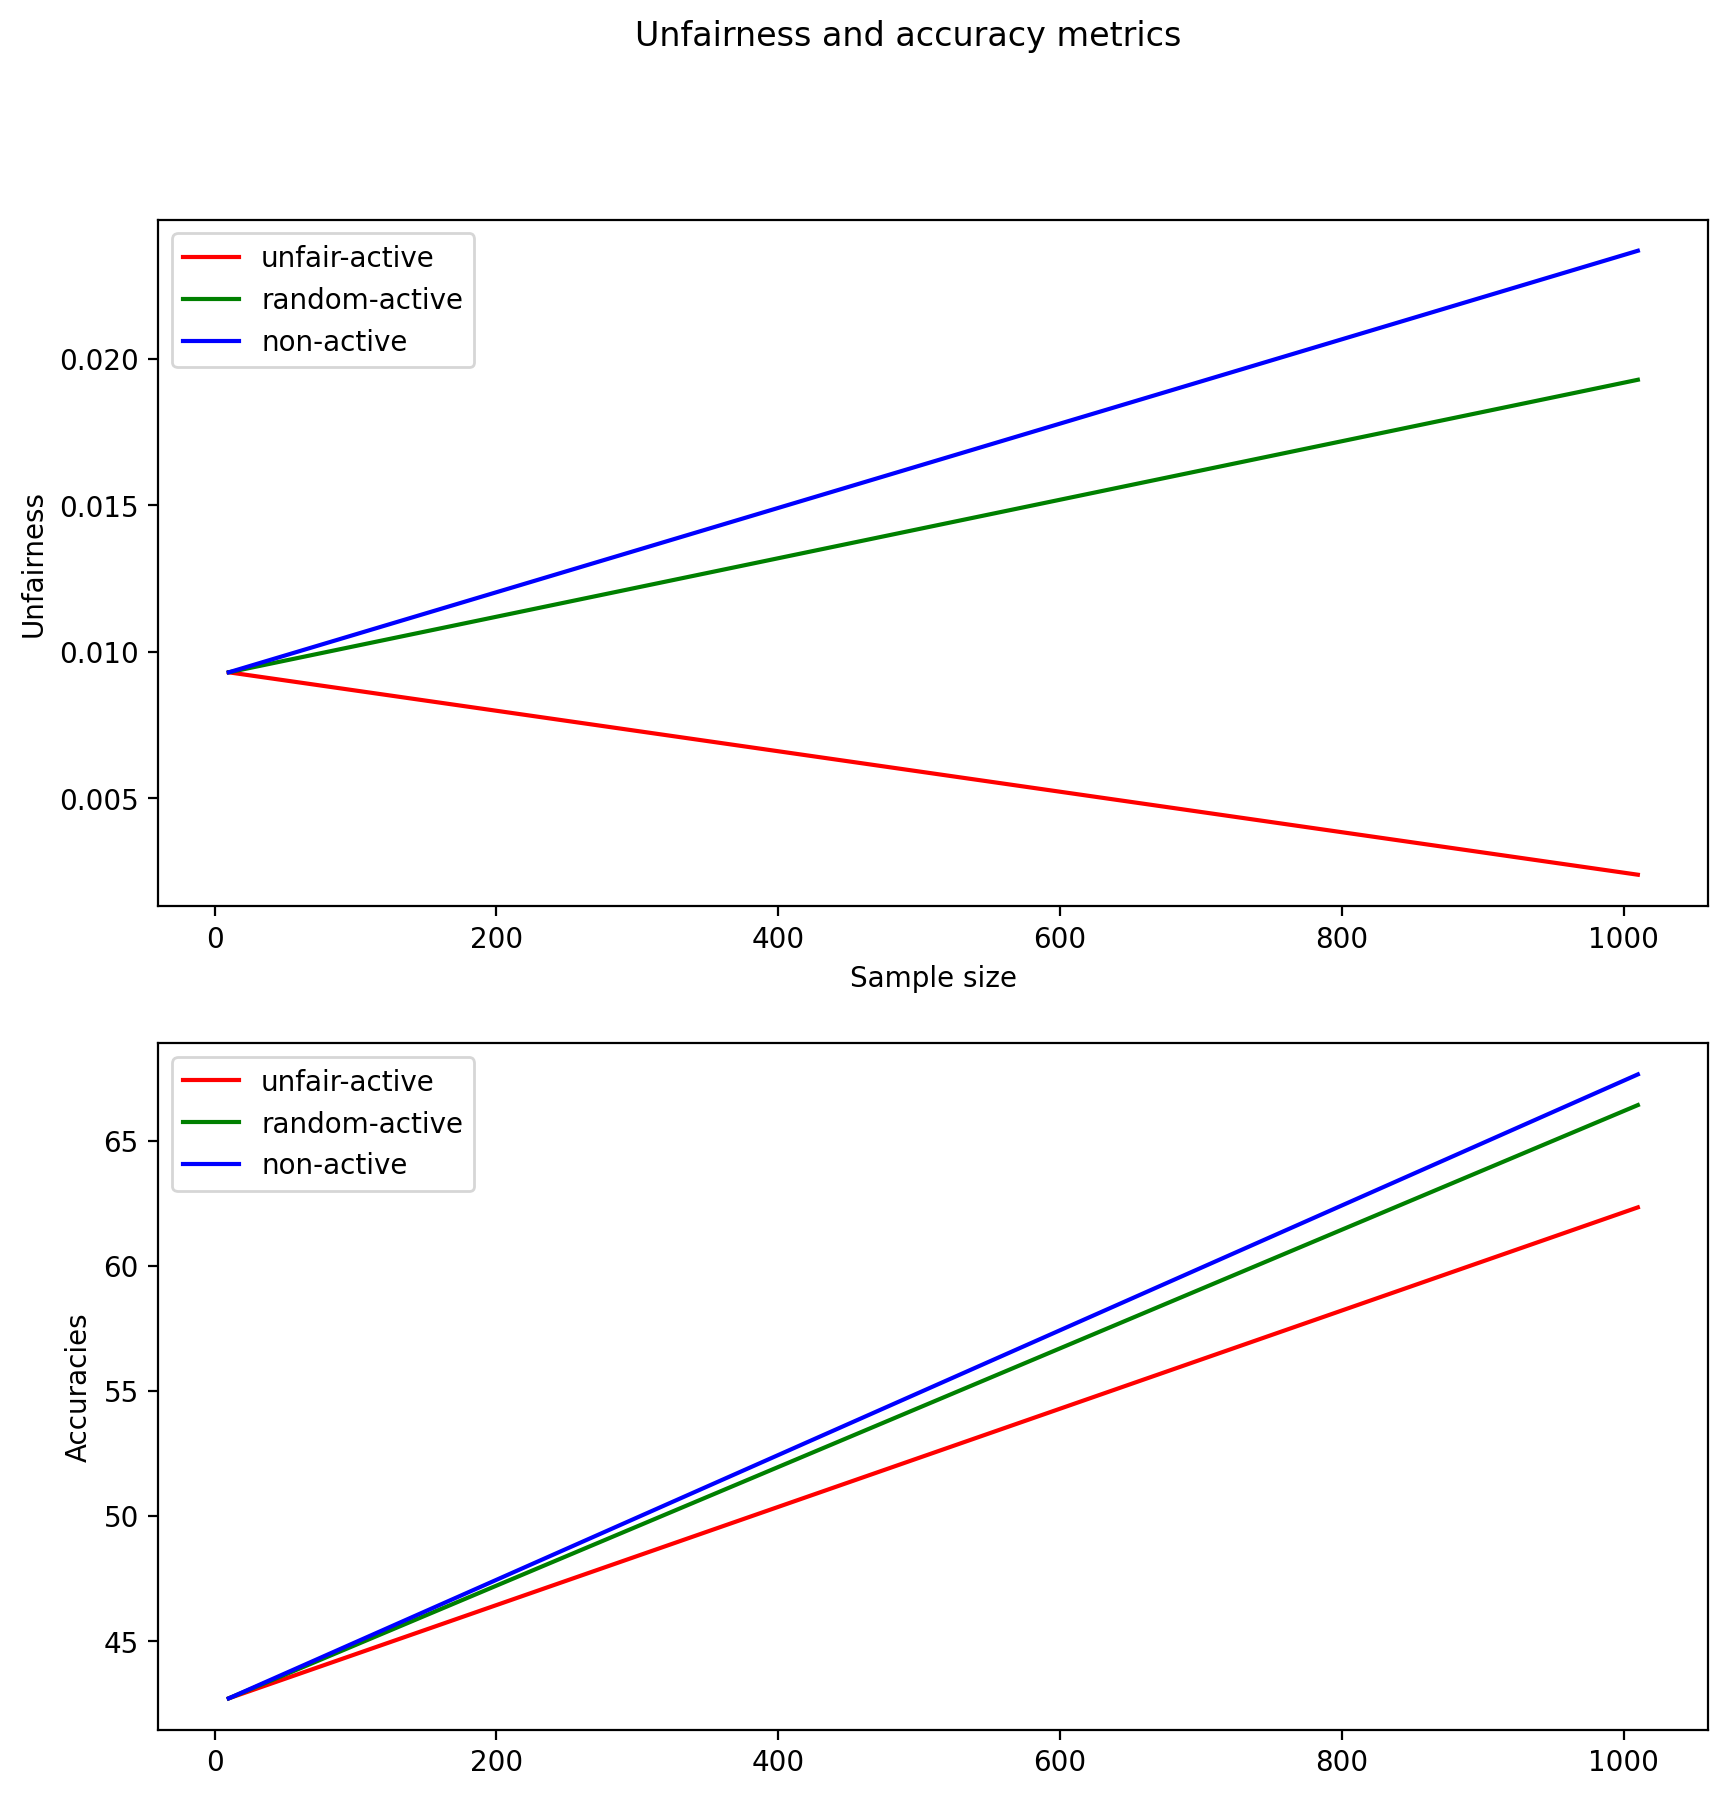 Unfairness and accuracy metrics
unfair-active
random-active
non-active
0.020
0.015
0.010
0.005
Unfairness
0 200 400 600 800 1000
Sample size
unfair-active
random-active
non-active
65
60
55
50
45
Accuracies
0 200 400 600 800 1000